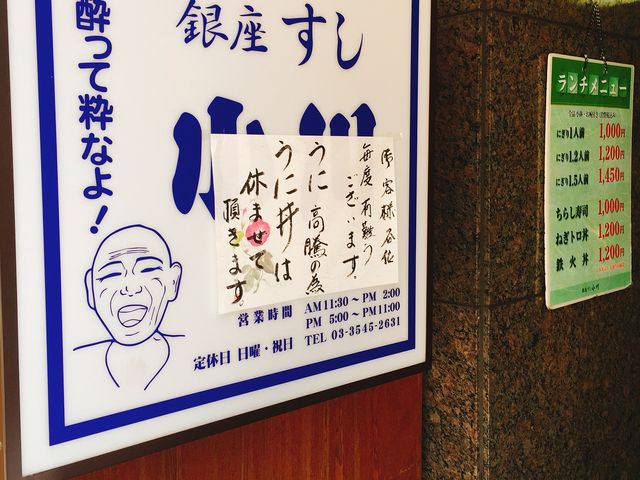 酔って粋なよ!
銀座 すし
小川
御客様各位
毎度有難う
ございます。
うに高騰の為
うに丼は
休ませて
頂きます。
営業時間 AM11:30~PM 2:00
PM 5:00~PM11:00
定休日 日曜・祝日 TEL 03-3545-2631
ランチメニュー
にぎり1人前 1,000円
にぎり1.2人前 1,200円
にぎり1.5人前 1,450円
ちらし寿司 1,000円
ねぎトロ丼 1,200円
鉄火丼 1,200円